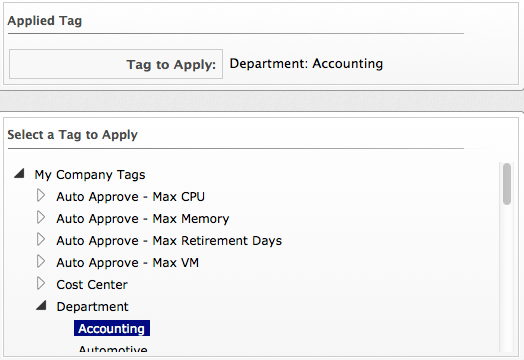 Applied Tag
Tag to Apply: Department: Accounting
Select a Tag to Apply
My Company Tags
Auto Approve - Max CPU
Auto Approve - Max Memory
Auto Approve - Max Retirement Days
Auto Approve - Max VM
Cost Center
Department
Accounting
Automotive